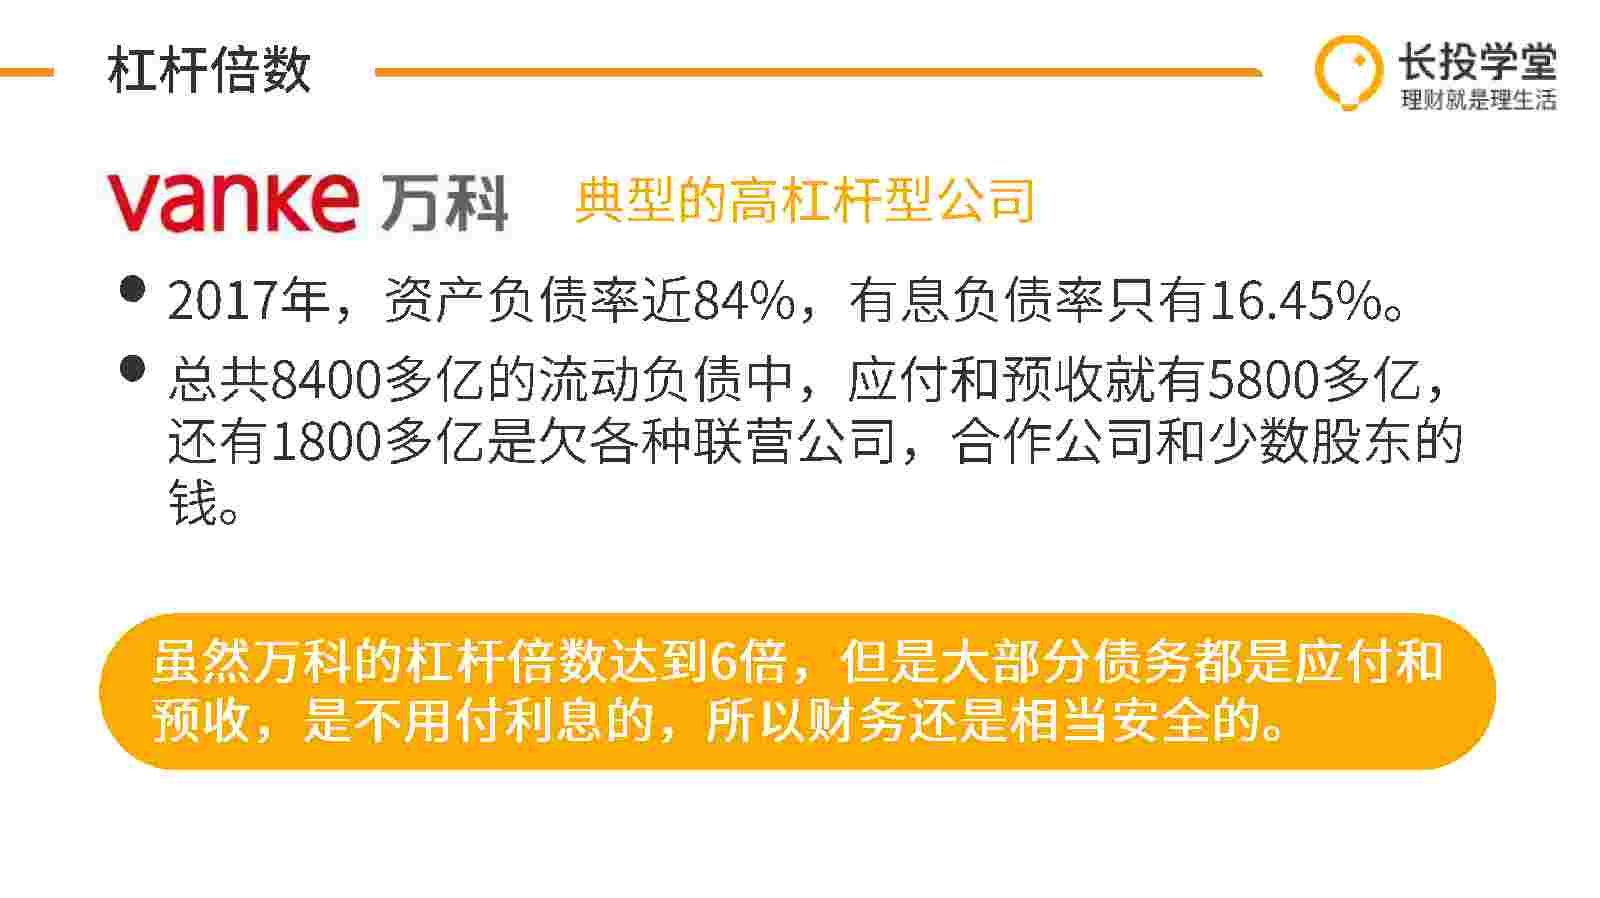 杠杆倍数
长投学堂
理财就是理生活
vanke 万科
典型的高杠杆型公司
2017年，资产负债率近84%，有息负债率只有16.45%。
总共8400多亿的流动负债中，应付和预收就有5800多亿，
还有1800多亿是欠各种联营公司，合作公司和少数股东的
钱。
虽然万科的杠杆倍数达到6倍，但是大部分债务都是应付和
预收，是不用付利息的，所以财务还是相当安全的。